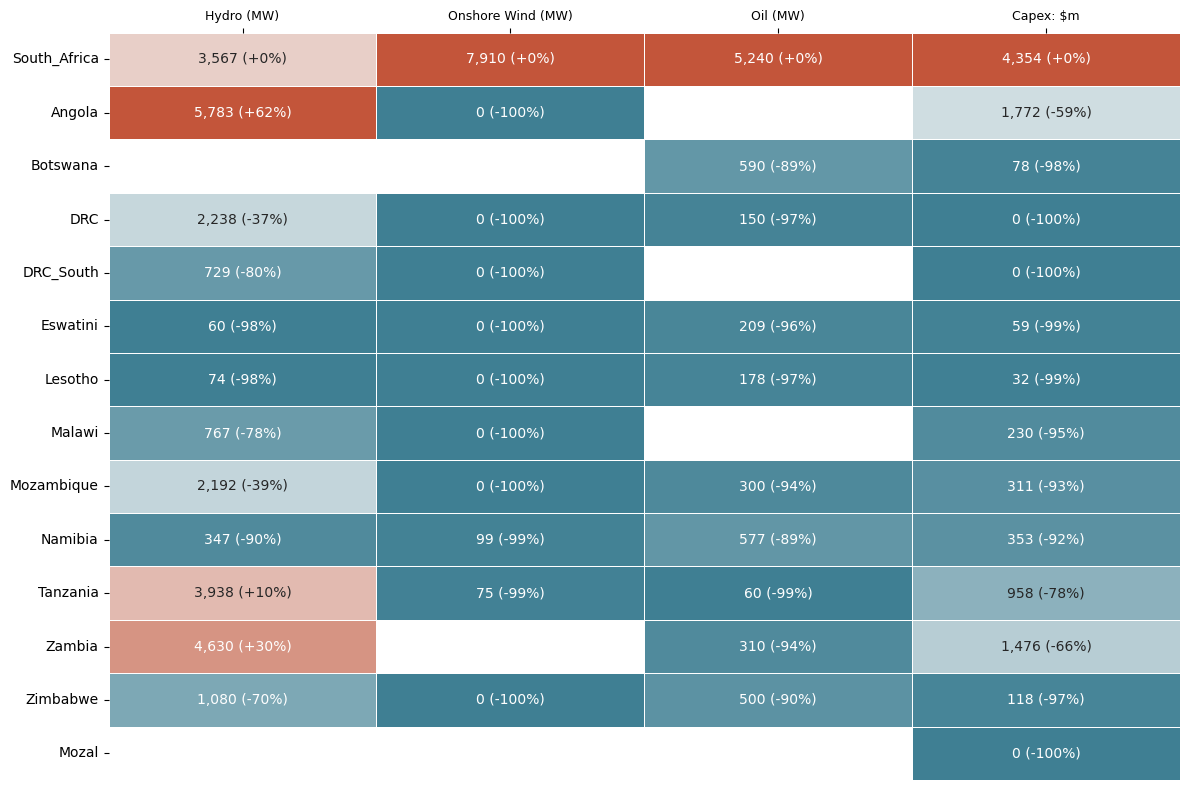 Hydro (MW) Onshore Wind (MW) Oil (MW) Capex: $m
South_Africa 3,567 (+0%) 7,910 (+0%) 5,240 (+0%) 4,354 (+0%)
Angola 5,783 (+62%) 0 (-100%) 1,772 (-59%)
Botswana 590 (-89%) 78 (-98%)
DRC 2,238 (-37%) 0 (-100%) 150 (-97%) 0 (-100%)
DRC_South 729 (-80%) 0 (-100%) 0 (-100%)
Eswatini 60 (-98%) 0 (-100%) 209 (-96%) 59 (-99%)
Lesotho 74 (-98%) 0 (-100%) 178 (-97%) 32 (-99%)
Malawi 767 (-78%) 0 (-100%) 230 (-95%)
Mozambique 2,192 (-39%) 0 (-100%) 300 (-94%) 311 (-93%)
Namibia 347 (-90%) 99 (-99%) 577 (-89%) 353 (-92%)
Tanzania 3,938 (+10%) 75 (-99%) 60 (-99%) 958 (-78%)
Zambia 4,630 (+30%) 310 (-94%) 1,476 (-66%)
Zimbabwe 1,080 (-70%) 0 (-100%) 500 (-90%) 118 (-97%)
Mozal 0 (-100%)